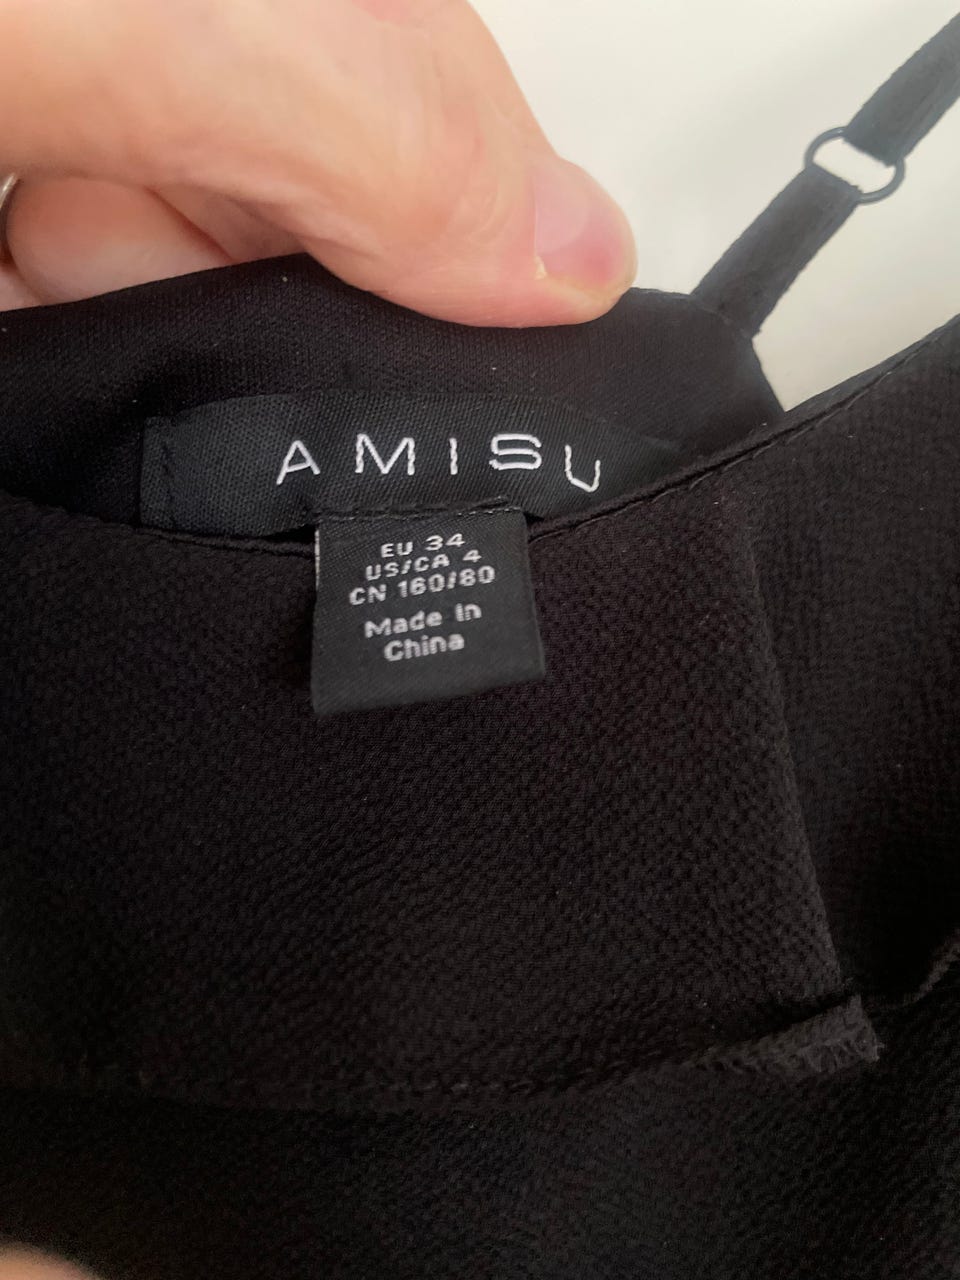 AMISU
EU 34
US/CA 4
CN 160/80
Made in
China